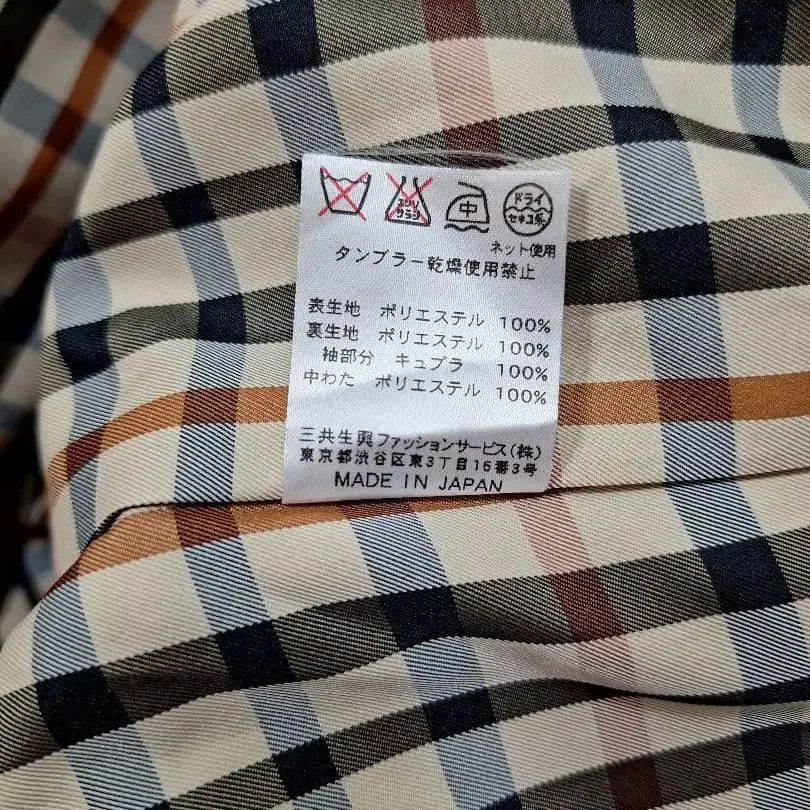 エンソ
サラシ
中
ドライ
セキユ系
ネット使用
タンブラー乾燥使用禁止
表生地 ポリエステル 100%
裏生地 ポリエステル 100%
袖部分 キュプラ 100%
中わた ポリエステル 100%
三共生興ファッションサービス(株)
東京都渋谷区東3丁目16番3号
MADE IN JAPAN